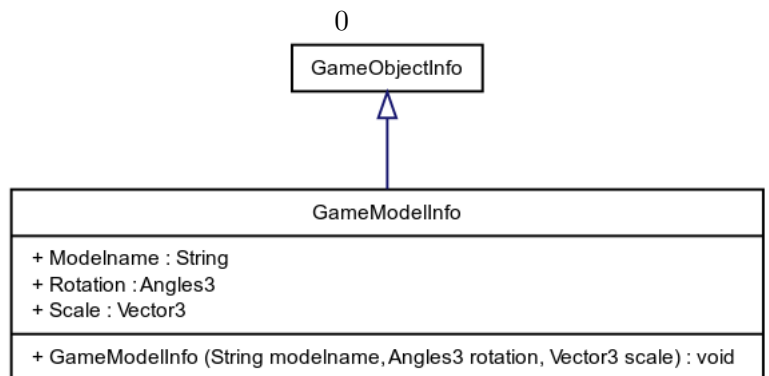 0
GameObjectInfo
GameModelInfo
+ Modelname : String
+ Rotation : Angles3
+ Scale : Vector3
+ GameModelInfo (String modelname, Angles3 rotation, Vector3 scale) : void